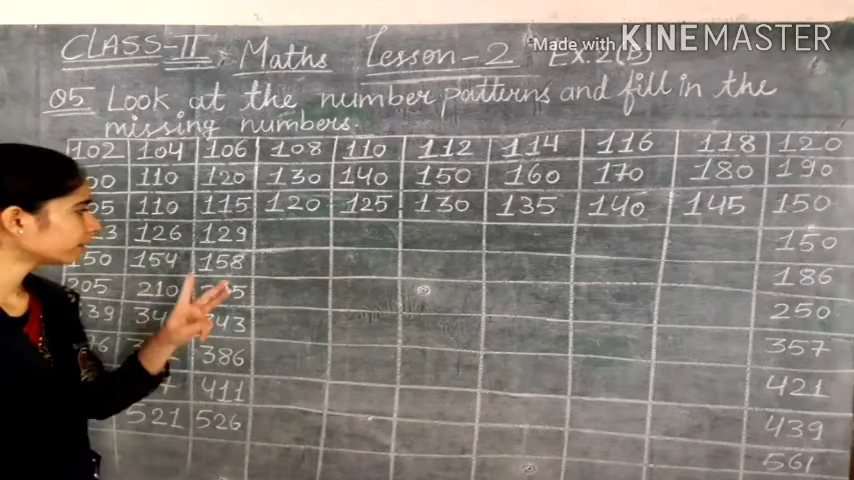 CLASS-II Maths Lesson-2 Ex.2(B)
Made with KINEMASTER
Q5 Look at the number patterns and fill in the
missing numbers.
102 104 106 108 110 112 114 116 118 120
110 120 130 140 150 160 170 180 190
110 115 120 125 130 135 140 145 150
126 129 150
150 154 158 186
205 210 250
343 357
386 421
411 439
521 526 561